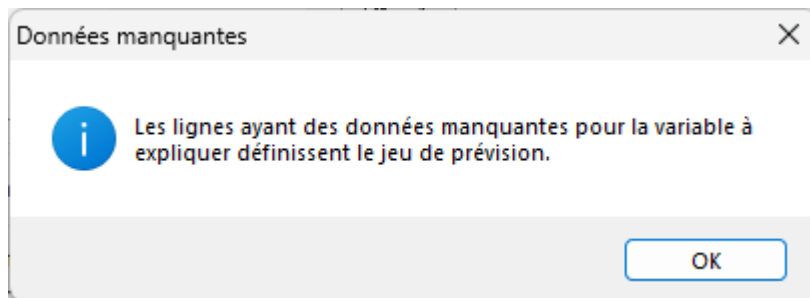 Données manquantes
Les lignes ayant des données manquantes pour la variable à
expliquer définissent le jeu de prévision.
OK